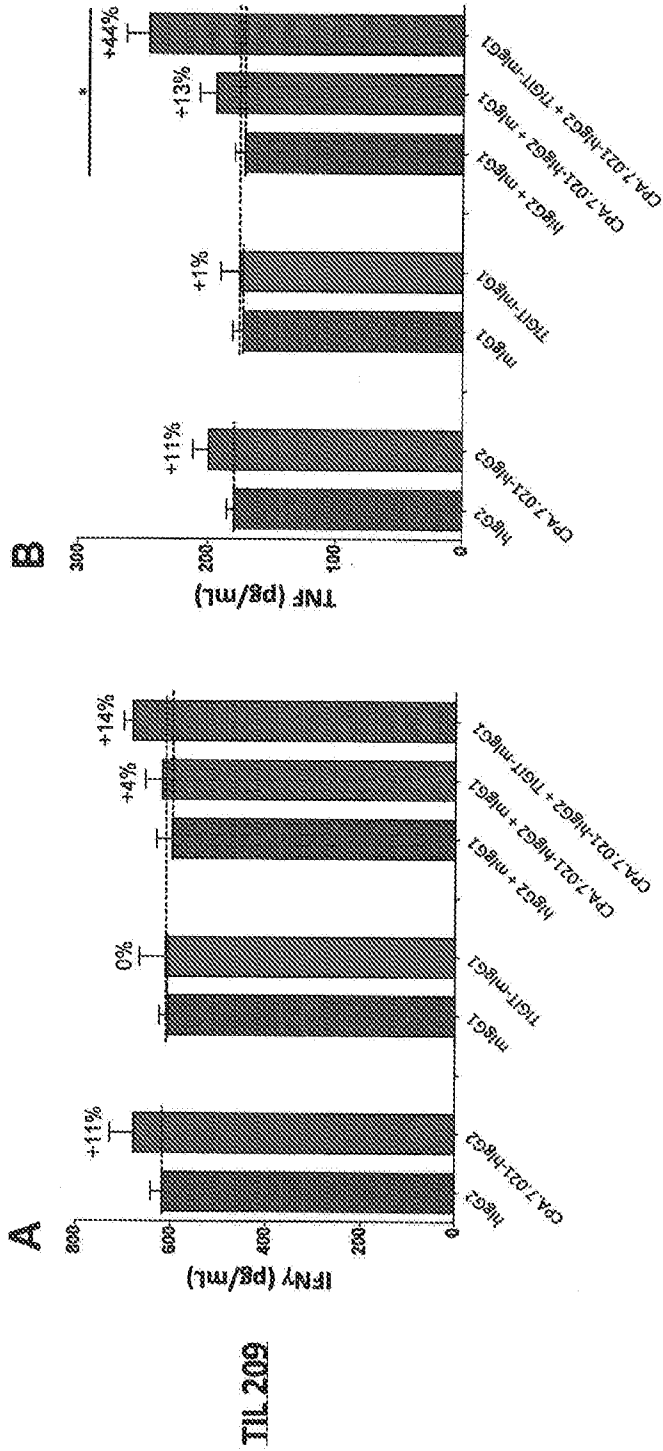 TIL 209
A
IFNγ (pg/mL)
800
600
400
200
0
+11%
0%
+4%
+14%
hIgG2
CPA.7.021-hIgG2
mIgG1
TIGIT-mIgG1
hIgG2 + mIgG1
CPA.7.021-hIgG2 + mIgG1
CPA.7.021-hIgG2 + TIGIT-mIgG1
B
TNF (pg/mL)
300
200
100
0
+11%
+1%
+13%
+44%
*
hIgG2
CPA.7.021-hIgG2
mIgG1
TIGIT-mIgG1
hIgG2 + mIgG1
CPA.7.021-hIgG2 + mIgG1
CPA.7.021-hIgG2 + TIGIT-mIgG1